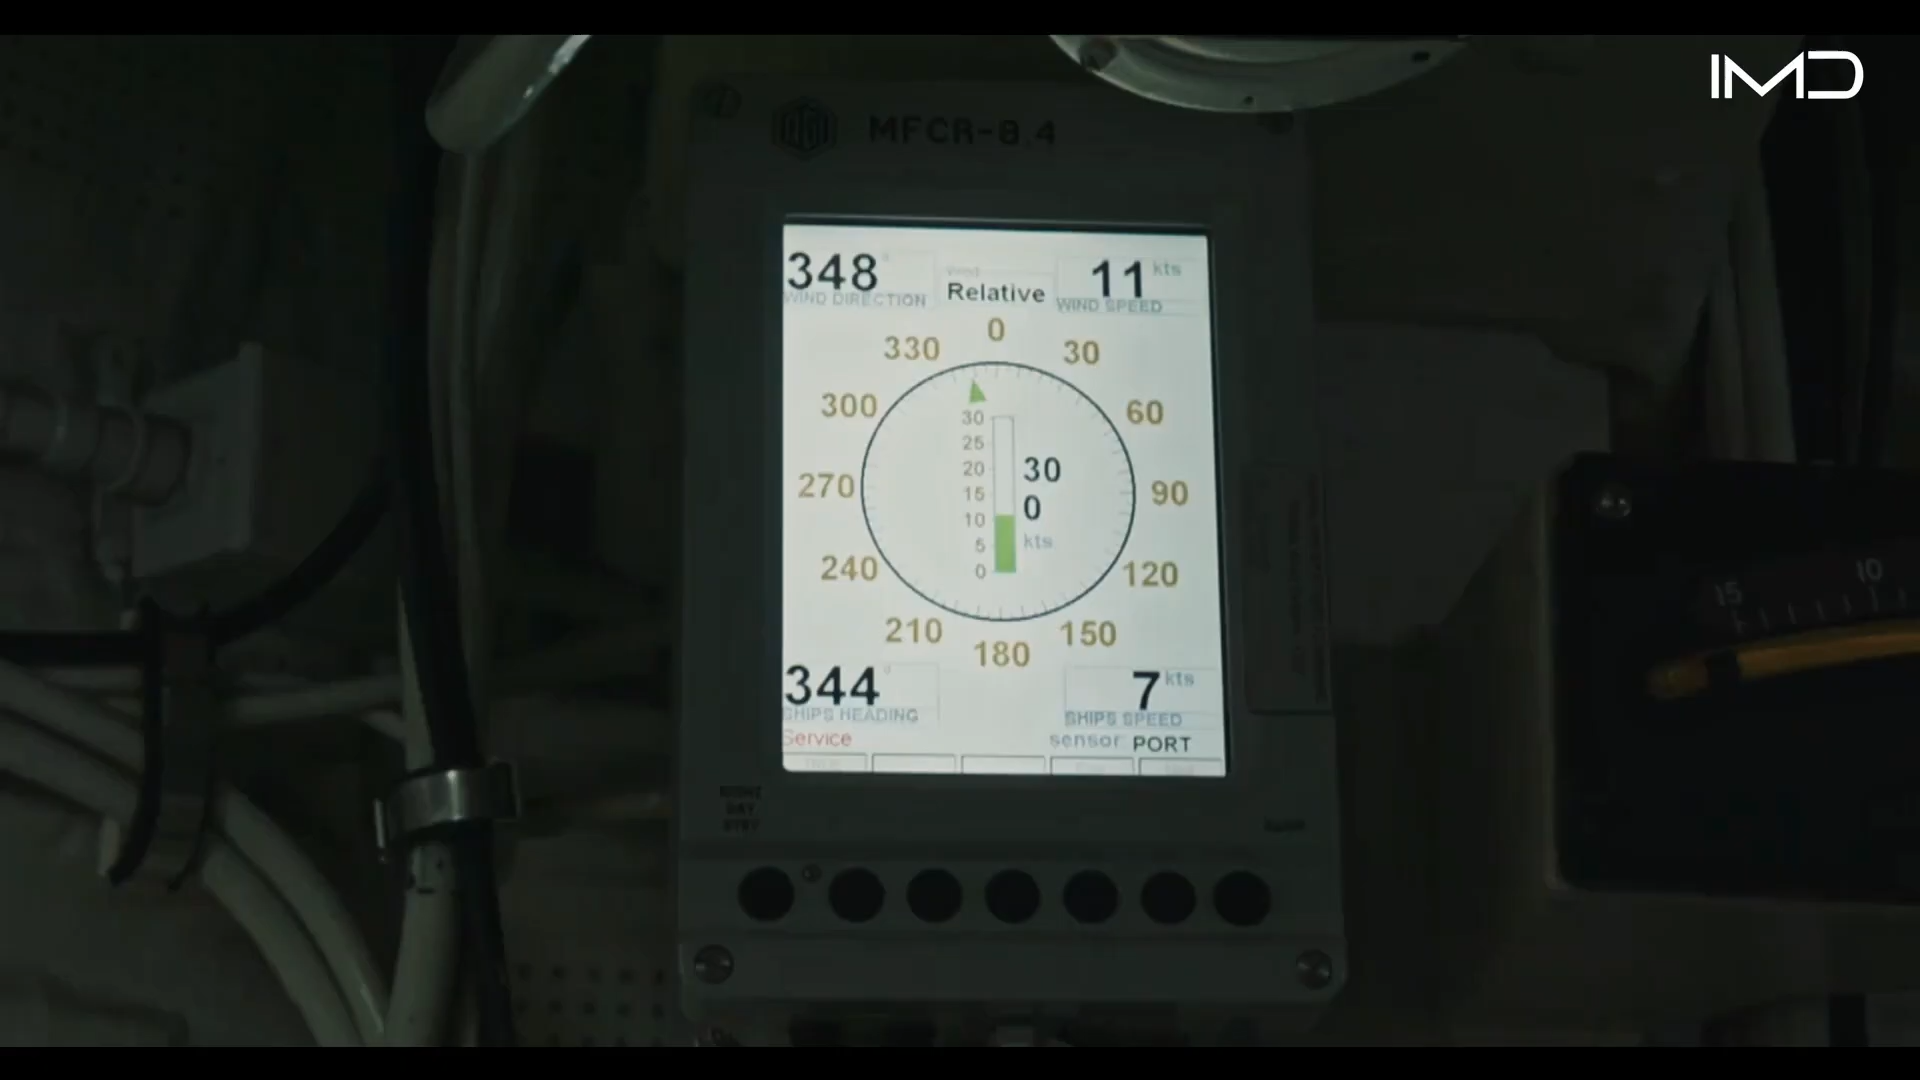 IMD
MFCR-8.4
348 Relative 11 kts
WIND DIRECTION WIND SPEED
0
330 30
300 60
270 90
240 120
210 150
180
30
25
20
15
10
5
0
30
0
kts
344 7 kts
SHIPS HEADING SHIPS SPEED
Service sensor PORT
15 10